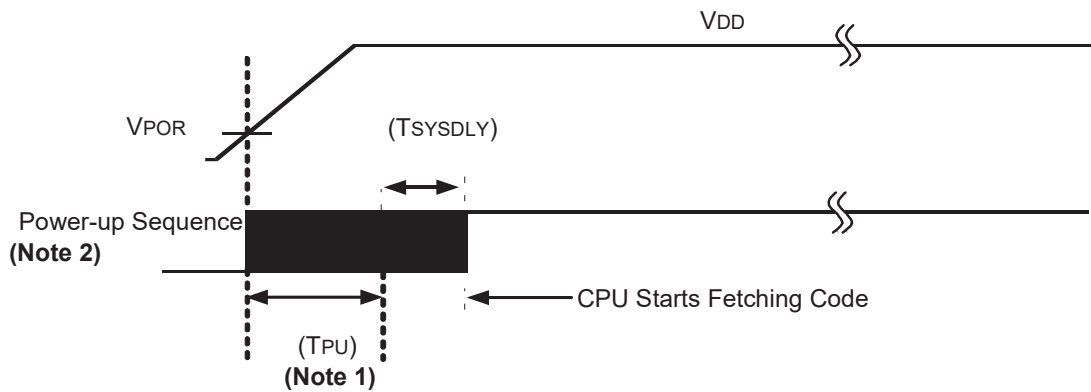 VDD
VPOR
(TSYSDLY)
Power-up Sequence
(Note 2)
CPU Starts Fetching Code
(TPU)
(Note 1)